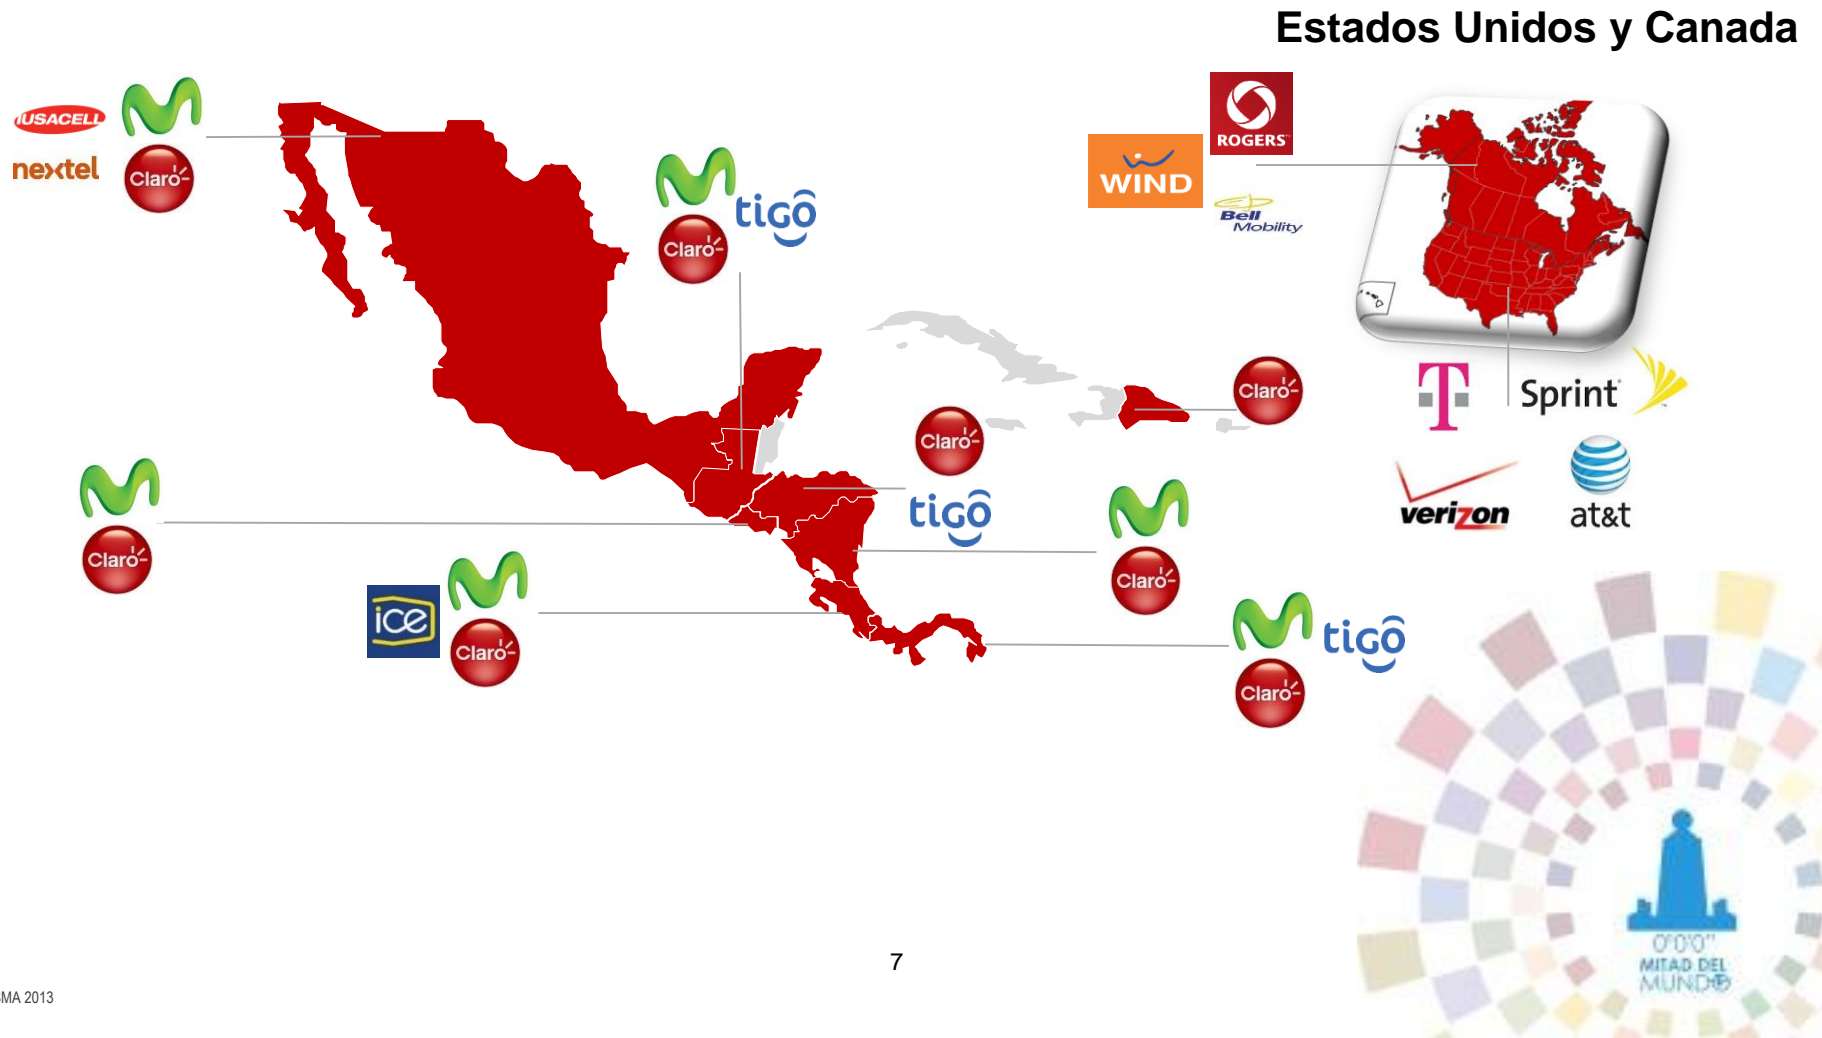 Estados Unidos y Canada
IUSACELL
nextel
Claro
Claro
tigo
ROGERS
WIND
Bell
Mobility
Claro
Claro
tigo
Sprint
verizon
at&t
Claro
Claro
ice
Claro
tigo
Claro
0°0'0"
MITAD DEL
MUNDO
7
MA 2013